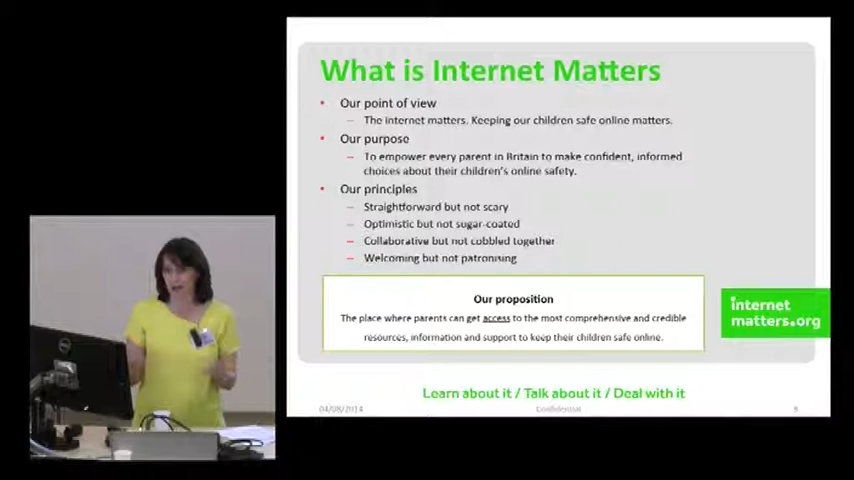 What is Internet Matters
• Our point of view
– The internet matters. Keeping our children safe online matters.
• Our purpose
– To empower every parent in Britain to make confident, informed
choices about their children's online safety.
• Our principles
– Straightforward but not scary
– Optimistic but not sugar-coated
– Collaborative but not cobbled together
– Welcoming but not patronising
Our proposition
The place where parents can get access to the most comprehensive and credible
resources, information and support to keep their children safe online.
internet
matters.org
Learn about it / Talk about it / Deal with it
04/08/2014
Confidential
9